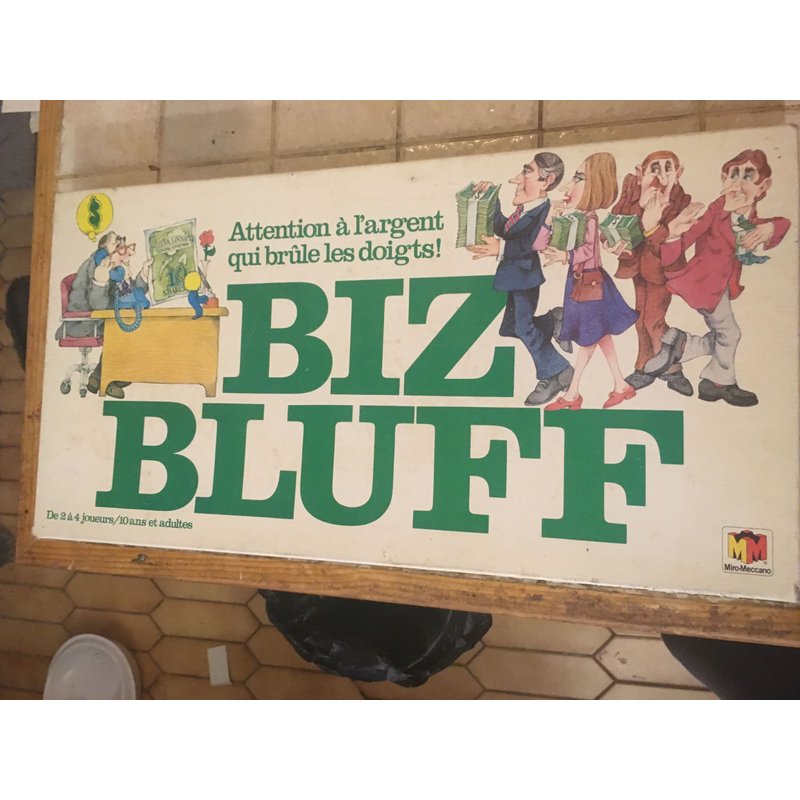 $
Attention à l'argent
qui brûle les doigts!
BIZ
BLUFF
De 2 à 4 joueurs/10 ans et adultes
MM
Miro-Meccano